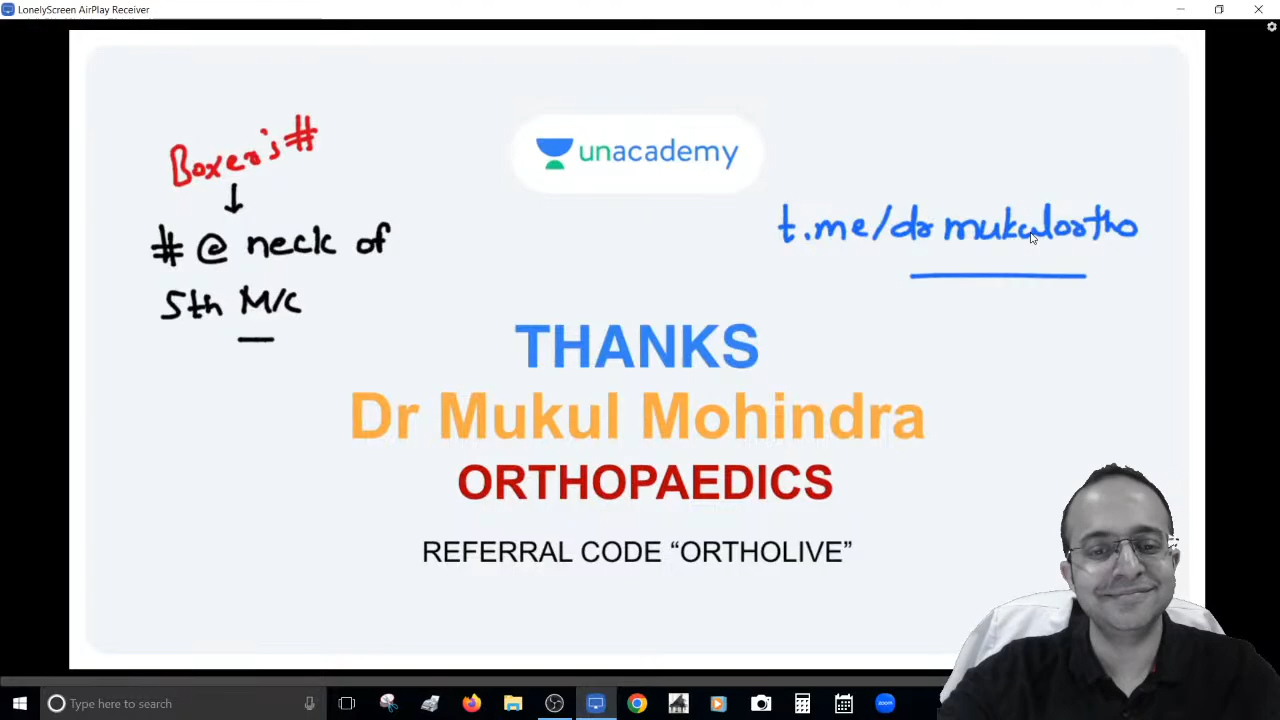 LonelyScreen AirPlay Receiver
Boxer's #
# @ neck of
5th M/C
unacademy
t.me/drmukulortho
THANKS
Dr Mukul Mohindra
ORTHOPAEDICS
REFERRAL CODE “ORTHOLIVE”
Type here to search
zoom